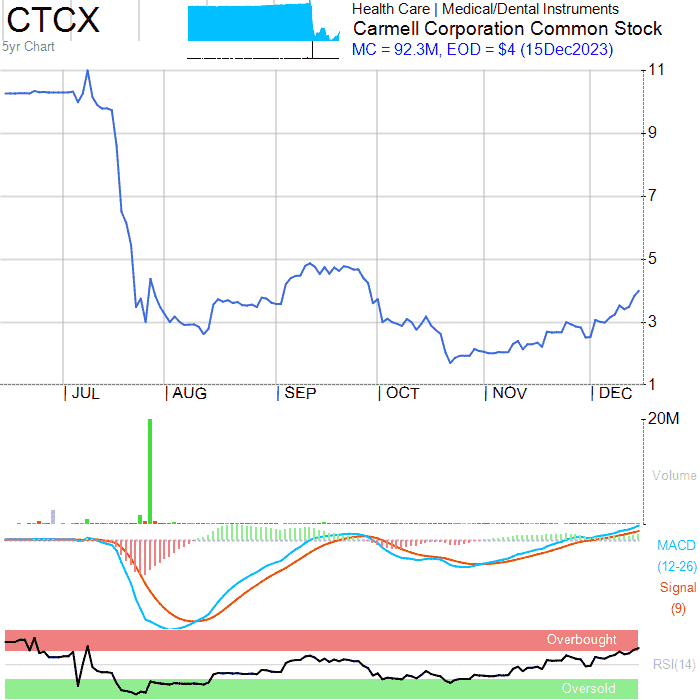 CTCX
5yr Chart
Health Care | Medical/Dental Instruments
Carmell Corporation Common Stock
MC = 92.3M, EOD = $4 (15Dec2023)
11
9
7
5
3
1
JUL
AUG
SEP
OCT
NOV
DEC
20M
Volume
MACD
(12-26)
Signal
(9)
Overbought
RSI(14)
Oversold